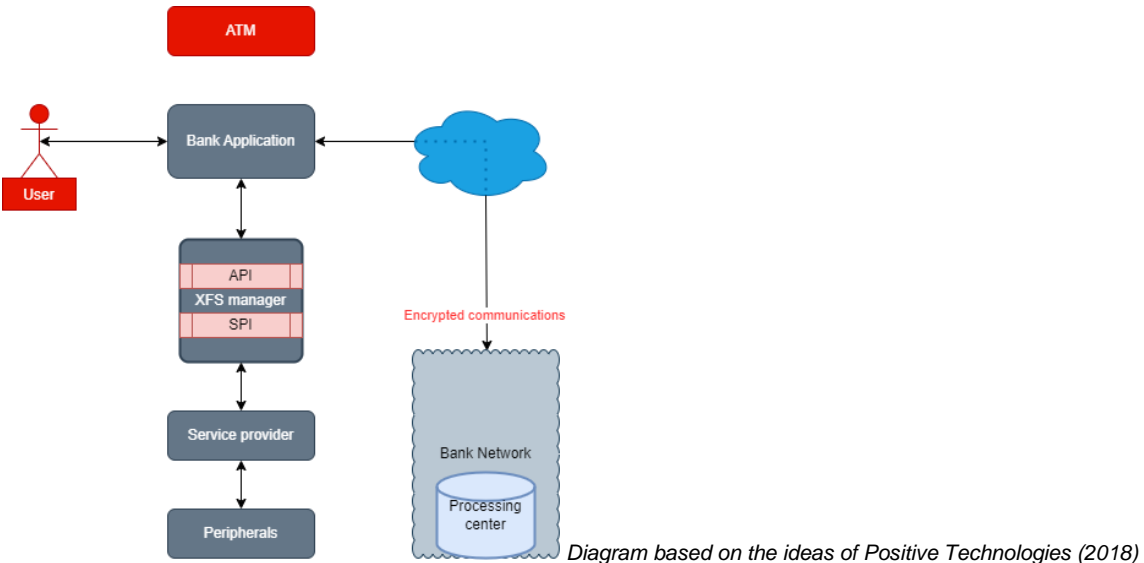 ATM
Bank Application
User
API
XFS manager
SPI
Encrypted communications
Service provider
Bank Network
Processing
center
Peripherals
Diagram based on the ideas of Positive Technologies (2018)